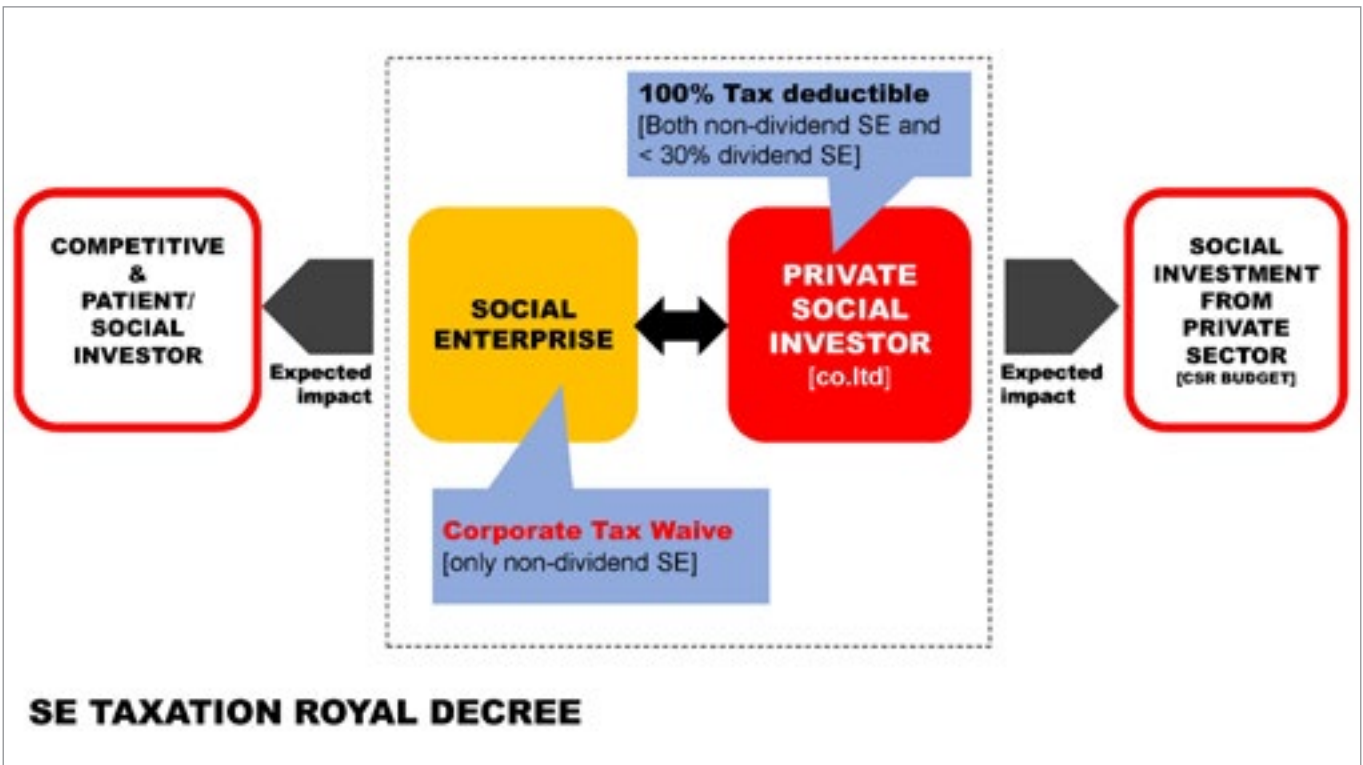 100% Tax deductible
[Both non-dividend SE and
< 30% dividend SE]
COMPETITIVE
&
PATIENT/
SOCIAL
INVESTOR
Expected
impact
SOCIAL
ENTERPRISE
PRIVATE
SOCIAL
INVESTOR
[co.ltd]
Expected
impact
SOCIAL
INVESTMENT
FROM
PRIVATE
SECTOR
[CSR BUDGET]
Corporate Tax Waive
[only non-dividend SE]
SE TAXATION ROYAL DECREE